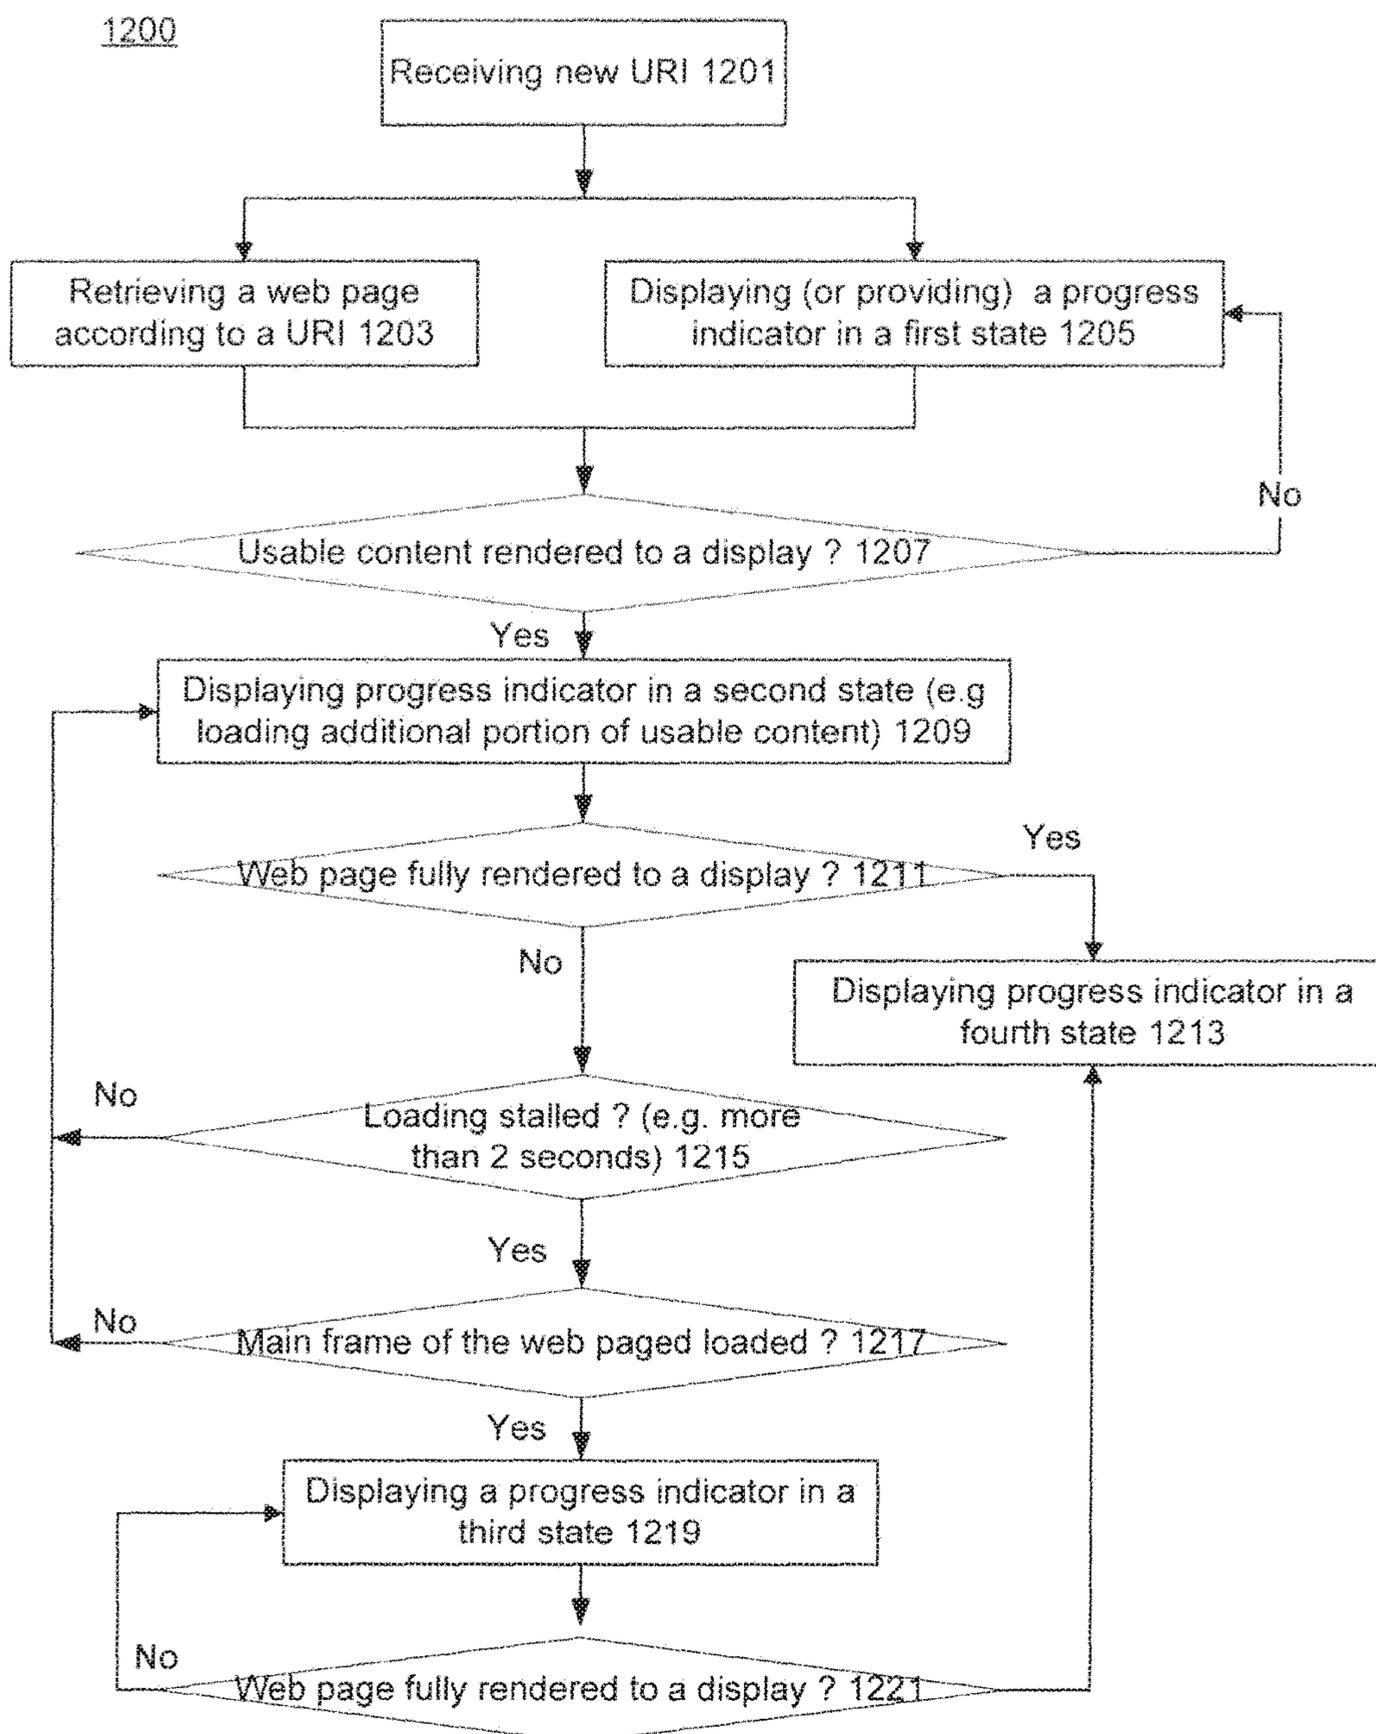 1200
Receiving new URI 1201
Retrieving a web page
according to a URI 1203
Displaying (or providing) a progress
indicator in a first state 1205
No
Usable content rendered to a display ? 1207
Yes
Displaying progress indicator in a second state (e.g
loading additional portion of usable content) 1209
Yes
Web page fully rendered to a display ? 1211
No
Displaying progress indicator in a
fourth state 1213
No
Loading stalled ? (e.g. more
than 2 seconds) 1215
Yes
No
Main frame of the web paged loaded ? 1217
Yes
Displaying a progress indicator in a
third state 1219
No
Web page fully rendered to a display ? 1221